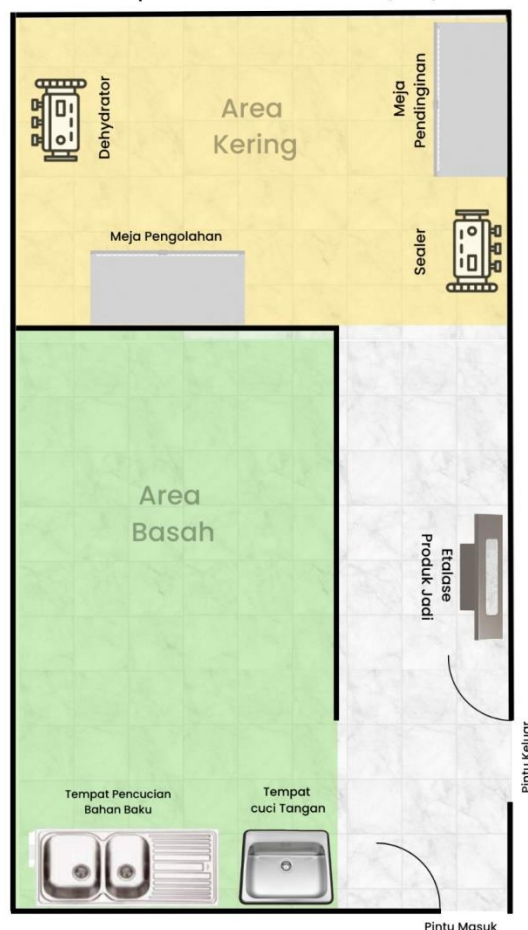 Dehydrator
Area
Kering
Meja
Pendinginan
Meja Pengolahan
Sealer
Area
Basah
Etalase
Produk Jadi
Tempat Pencucian
Bahan Baku
Tempat
cuci Tangan
Pintu Keluar
Pintu Masuk